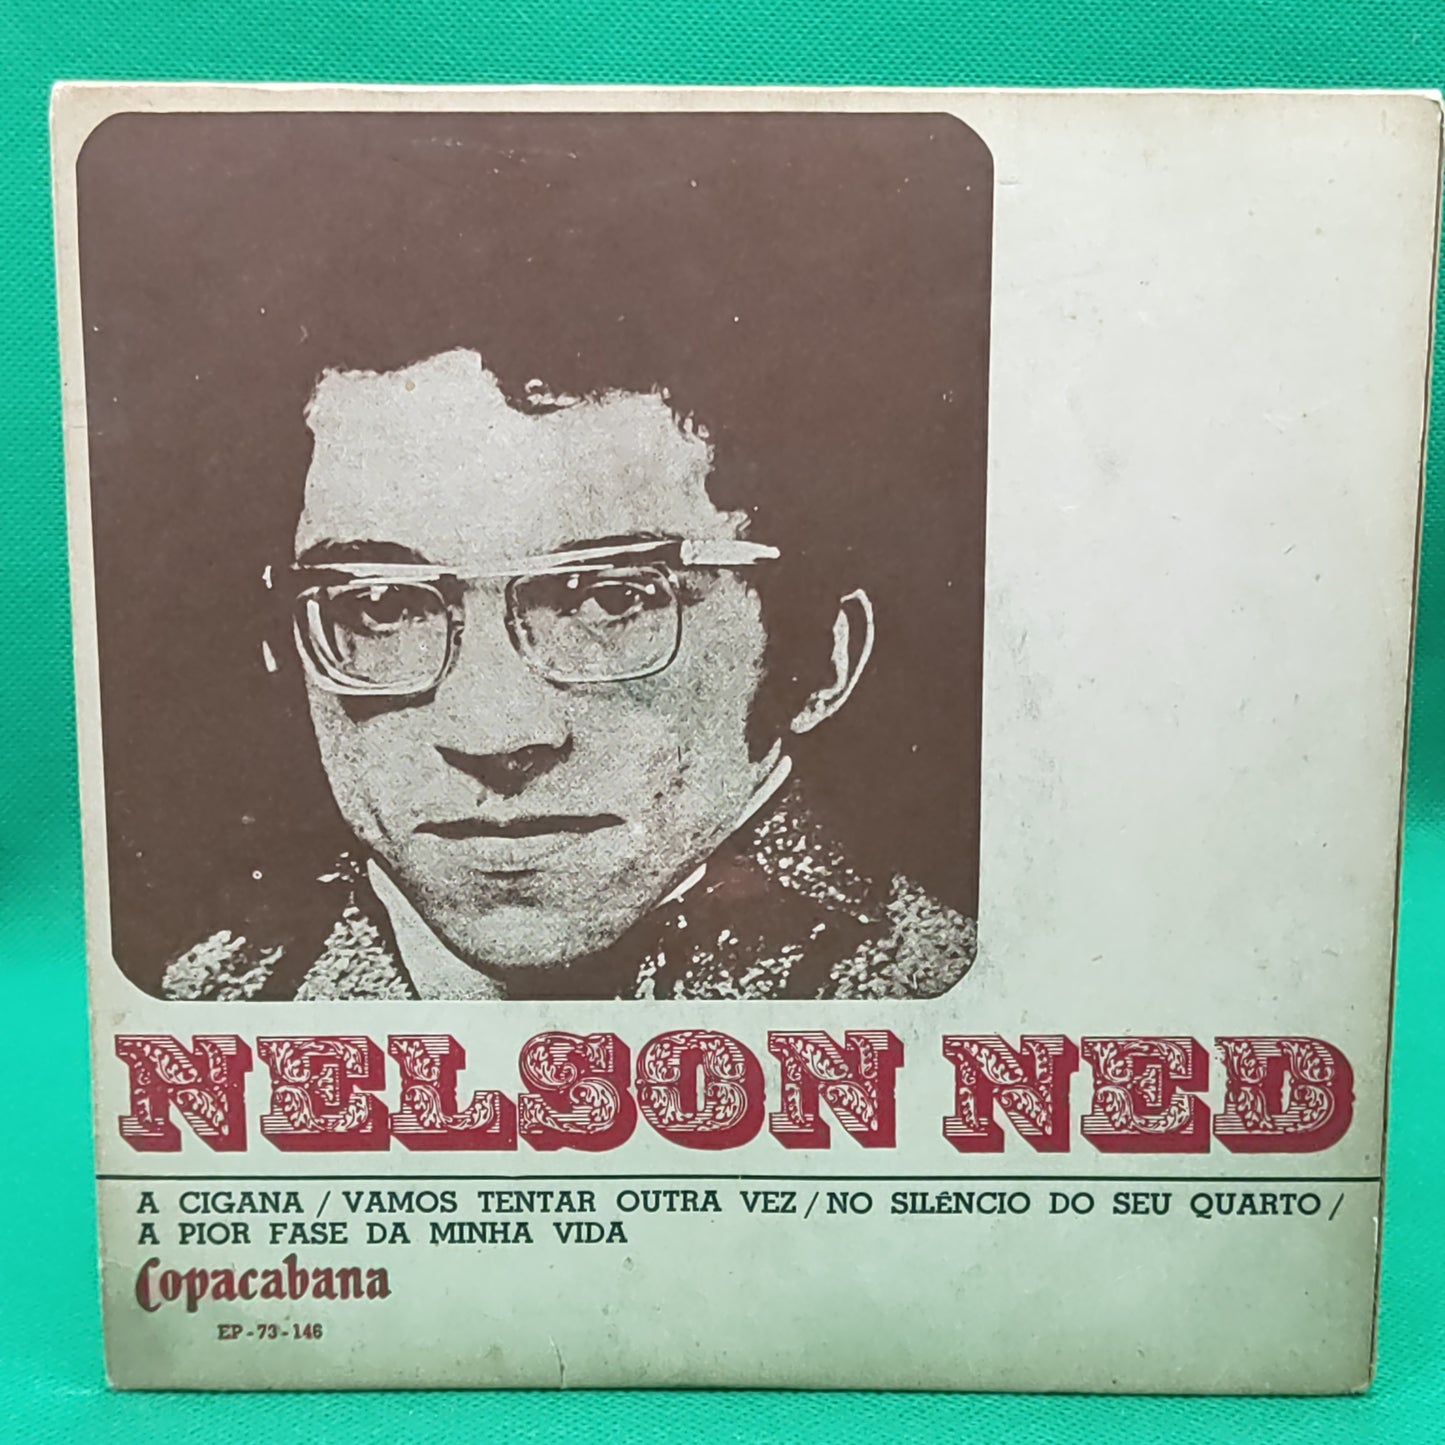 NELSON NED
A CIGANA / VAMOS TENTAR OUTRA VEZ / NO SILÊNCIO DO SEU QUARTO /
A PIOR FASE DA MINHA VIDA
Copacabana
EP-73-146